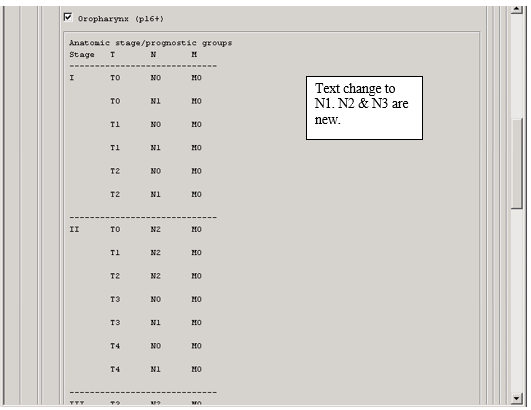 Oropharynx (p16+)
Anatomic stage/prognostic groups
Stage T N M
------------------------------
I T0 N0 M0
T0 N1 M0
T1 N0 M0
T1 N1 M0
T2 N0 M0
T2 N1 M0
------------------------------
II T0 N2 M0
T1 N2 M0
T2 N2 M0
T3 N0 M0
T3 N1 M0
T4 N0 M0
T4 N1 M0
------------------------------
III
Text change to
N1. N2 & N3 are
new.